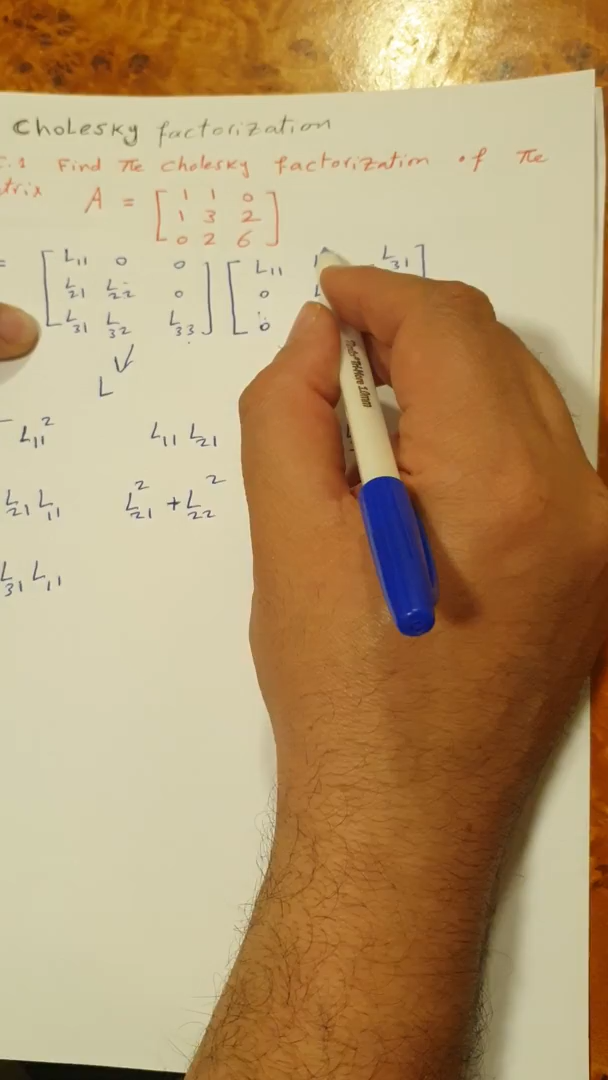 Cholesky factorization
Find The cholesky factorization of The
trix A = [ 1 1 0
1 3 2
0 2 6 ]
= [ L11 0 0 ] [ L11 L31 ]
L21 L22 0 0
L31 L32 L33 0
L
L11² L11 L21
L21 L11 L21² + L22²
L31 L11